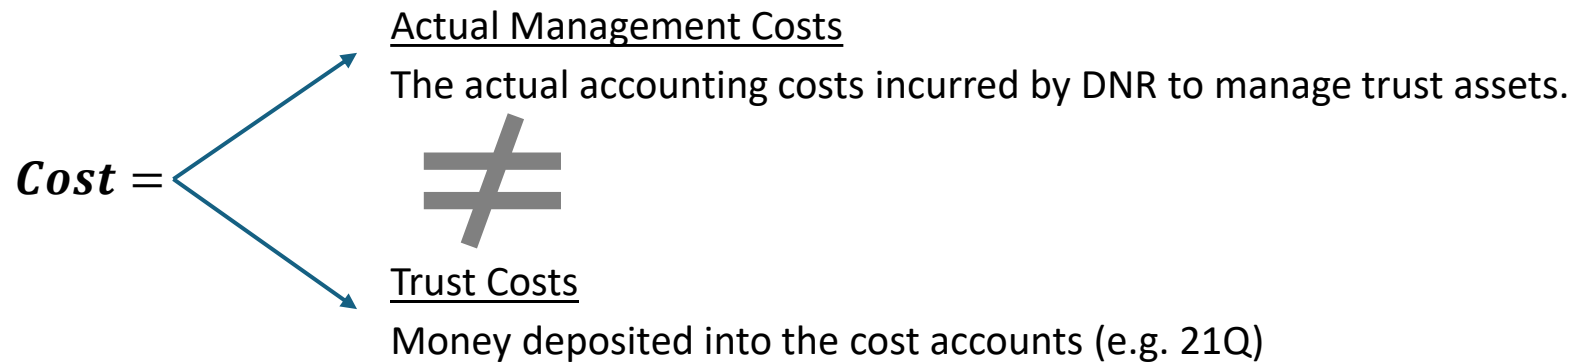 Actual Management Costs
The actual accounting costs incurred by DNR to manage trust assets.
Cost =
≠
Trust Costs
Money deposited into the cost accounts (e.g. 21Q)